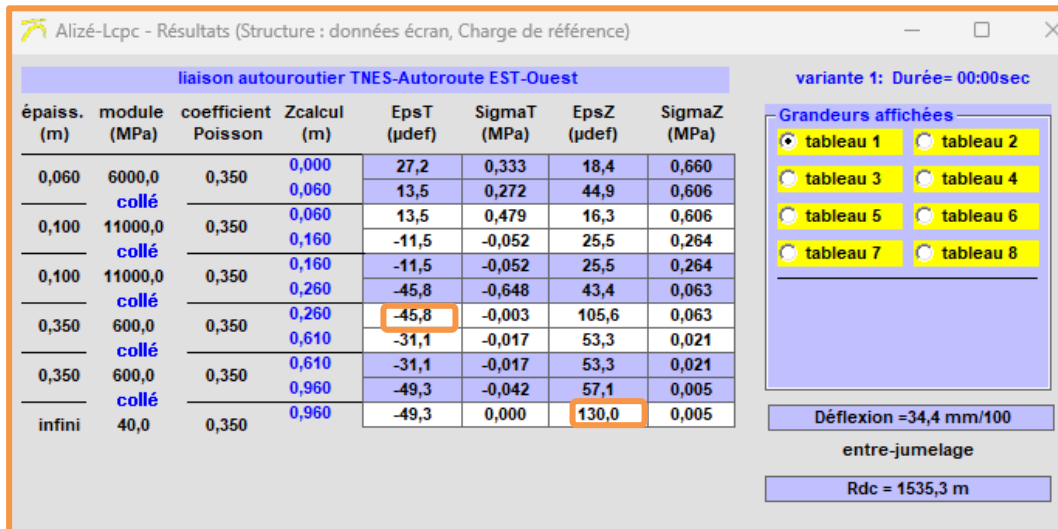 Alizé-Lcpc - Résultats (Structure : données écran, Charge de référence)
liaison autouroutier TNES-Autoroute EST-Ouest
variante 1: Durée= 00:00sec
épaiss. module coefficient Zcalcul EpsT SigmaT EpsZ SigmaZ
(m) (MPa) Poisson (m) (µdef) (MPa) (µdef) (MPa)
0,000 27,2 0,333 18,4 0,660
0,060 6000,0 0,350
collé 0,060 13,5 0,272 44,9 0,606
0,060 13,5 0,479 16,3 0,606
0,100 11000,0 0,350
collé 0,160 -11,5 -0,052 25,5 0,264
0,160 -11,5 -0,052 25,5 0,264
0,100 11000,0 0,350
collé 0,260 -45,8 -0,648 43,4 0,063
0,260 -45,8 -0,003 105,6 0,063
0,350 600,0 0,350
collé 0,610 -31,1 -0,017 53,3 0,021
0,610 -31,1 -0,017 53,3 0,021
0,350 600,0 0,350
collé 0,960 -49,3 -0,042 57,1 0,005
0,960 -49,3 0,000 130,0 0,005
infini 40,0 0,350
Grandeurs affichées
tableau 1 tableau 2
tableau 3 tableau 4
tableau 5 tableau 6
tableau 7 tableau 8
Déflexion =34,4 mm/100
entre-jumelage
Rdc = 1535,3 m